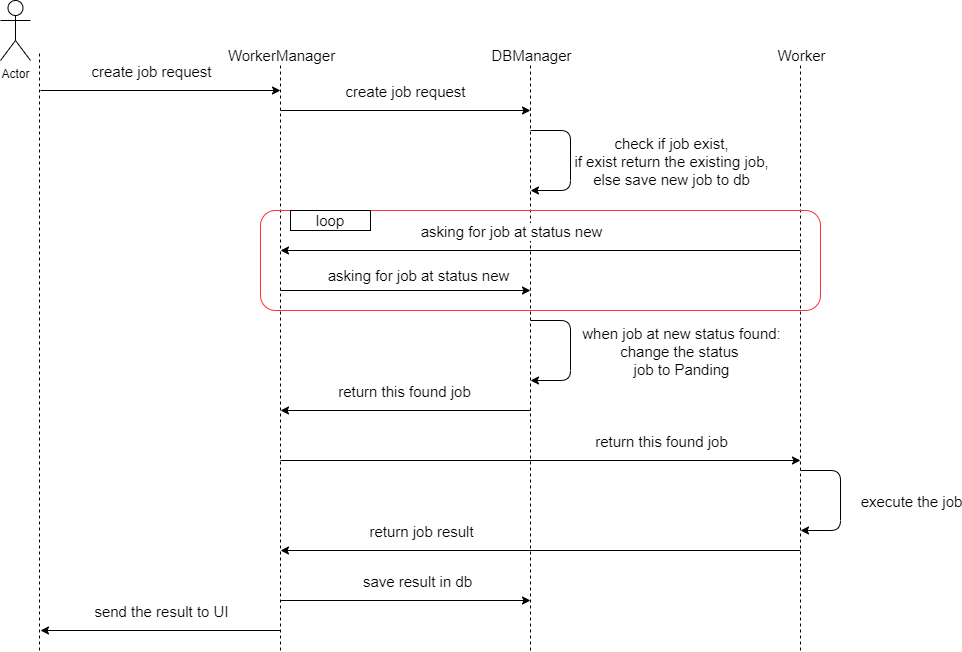 WorkerManager
DBManager
Worker
Actor
create job request
create job request
check if job exist,
if exist return the existing job,
else save new job to db
loop
asking for job at status new
asking for job at status new
when job at new status found:
change the status
job to Panding
return this found job
return this found job
execute the job
return job result
save result in db
send the result to UI